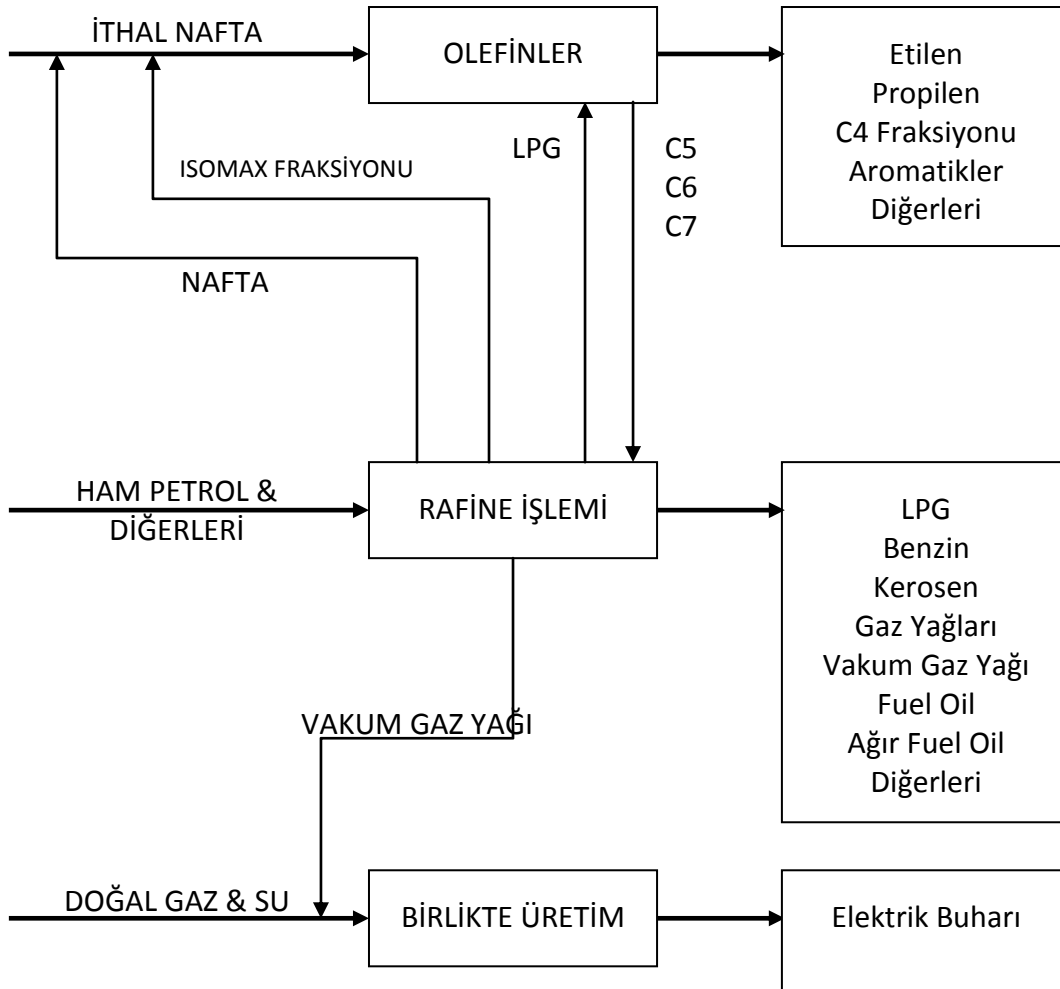 İTHAL NAFTA
OLEFİNLER
Etilen
Propilen
C4 Fraksiyonu
Aromatikler
Diğerleri
LPG
C5
C6
C7
ISOMAX FRAKSİYONU
NAFTA
HAM PETROL &
DİĞERLERİ
RAFİNE İŞLEMİ
LPG
Benzin
Kerosen
Gaz Yağları
Vakum Gaz Yağı
Fuel Oil
Ağır Fuel Oil
Diğerleri
VAKUM GAZ YAĞI
DOĞAL GAZ & SU
BİRLİKTE ÜRETİM
Elektrik Buharı